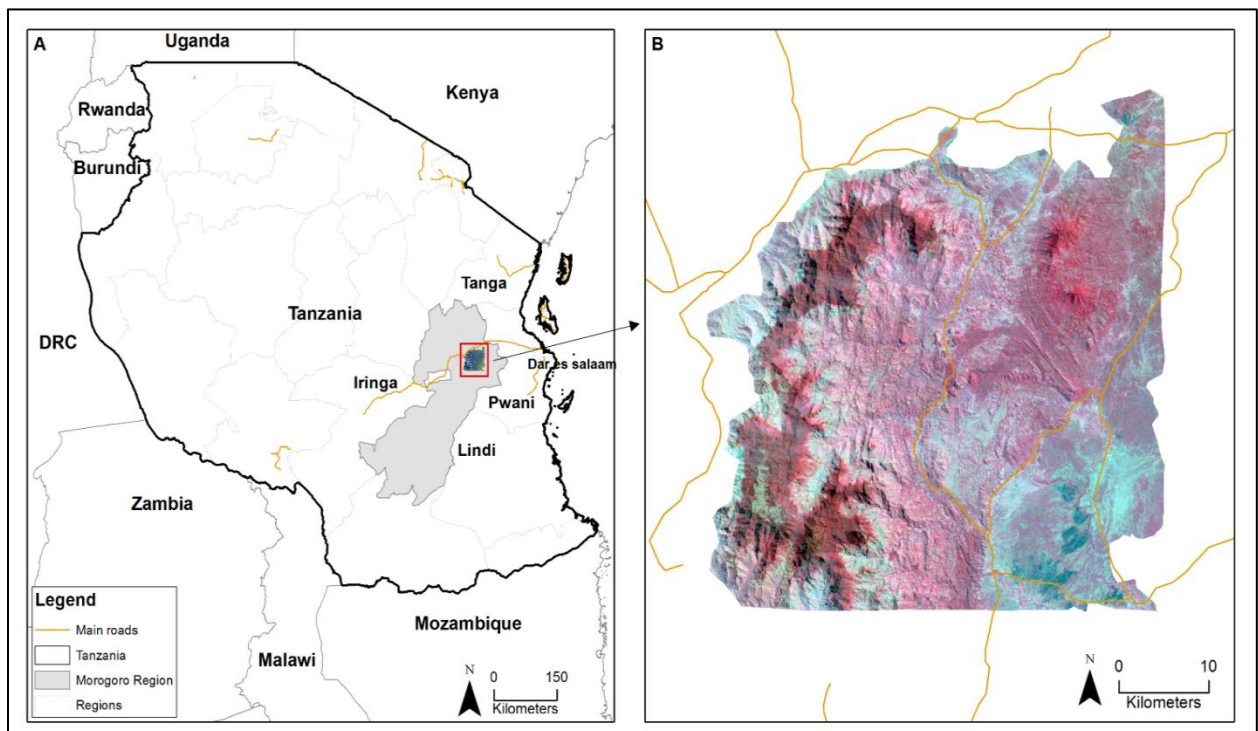 A
Uganda
Kenya
Rwanda
Burundi
Tanga
Tanzania
DRC
Dar es salaam
Iringa
Pwani
Lindi
Zambia
Legend
Main roads
Tanzania
Morogoro Region
Regions
Mozambique
Malawi
N
0 150
Kilometers
B
N
0 10
Kilometers